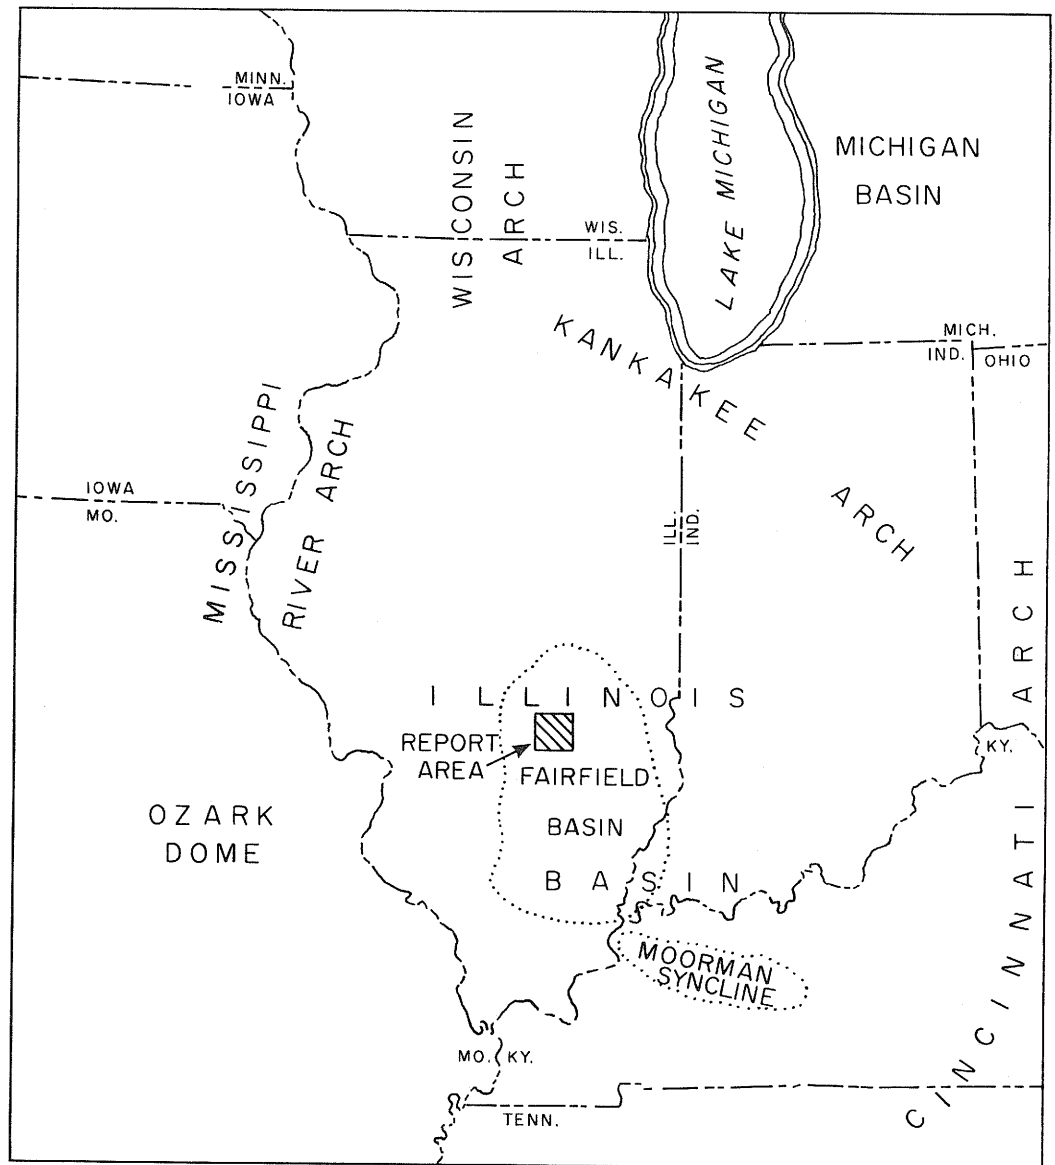 MINN.
IOWA
WISCONSIN
ARCH
LAKE MICHIGAN
MICHIGAN
BASIN
WIS.
ILL.
KANKAKEE
ARCH
MICH.
IND.
OHIO
MISSISSIPPI
RIVER ARCH
IOWA
MO.
ILL.
IND.
ILLINOIS
BASIN
REPORT
AREA
FAIRFIELD
BASIN
OZARK
DOME
KY.
CINCINNATI ARCH
MOORMAN
SYNCLINE
MO.
KY.
TENN.